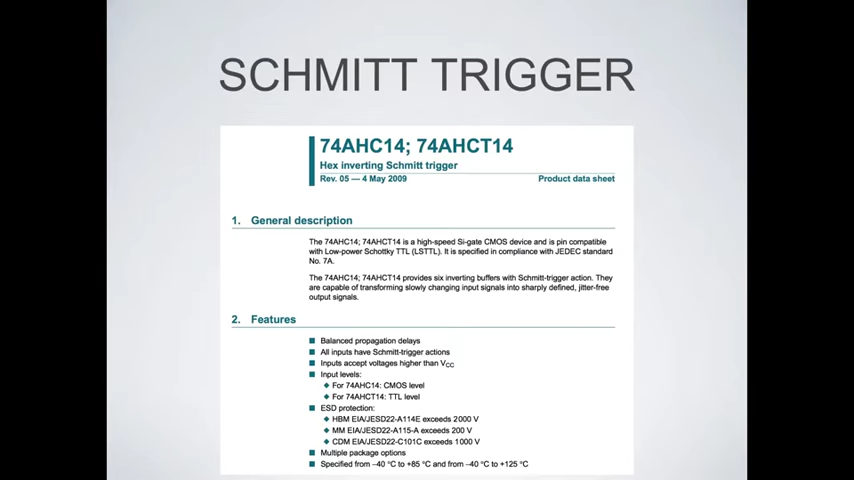 SCHMITT TRIGGER
74AHC14; 74AHCT14
Hex inverting Schmitt trigger
Rev. 05 — 4 May 2009 Product data sheet
1. General description
The 74AHC14; 74AHCT14 is a high-speed Si-gate CMOS device and is pin compatible
with Low-power Schottky TTL (LSTTL). It is specified in compliance with JEDEC standard
No. 7A.
The 74AHC14; 74AHCT14 provides six inverting buffers with Schmitt-trigger action. They
are capable of transforming slowly changing input signals into sharply defined, jitter-free
output signals.
2. Features
■ Balanced propagation delays
■ All inputs have Schmitt-trigger actions
■ Inputs accept voltages higher than VCC
■ Input levels:
◆ For 74AHC14: CMOS level
◆ For 74AHCT14: TTL level
■ ESD protection:
◆ HBM EIA/JESD22-A114E exceeds 2000 V
◆ MM EIA/JESD22-A115-A exceeds 200 V
◆ CDM EIA/JESD22-C101C exceeds 1000 V
■ Multiple package options
■ Specified from −40 °C to +85 °C and from −40 °C to +125 °C